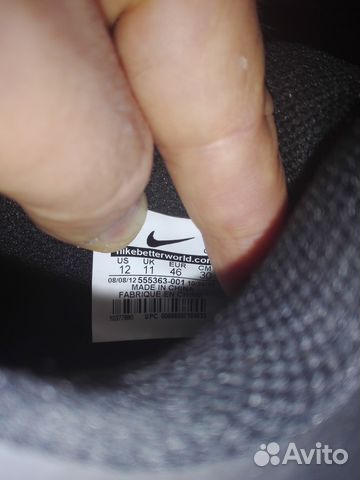 nikebetterworld.com
US UK EUR CM
12 11 46 30
08/08/12 555363-001
MADE IN CHINA
FABRIQUE EN CHINE
UPC
Avito